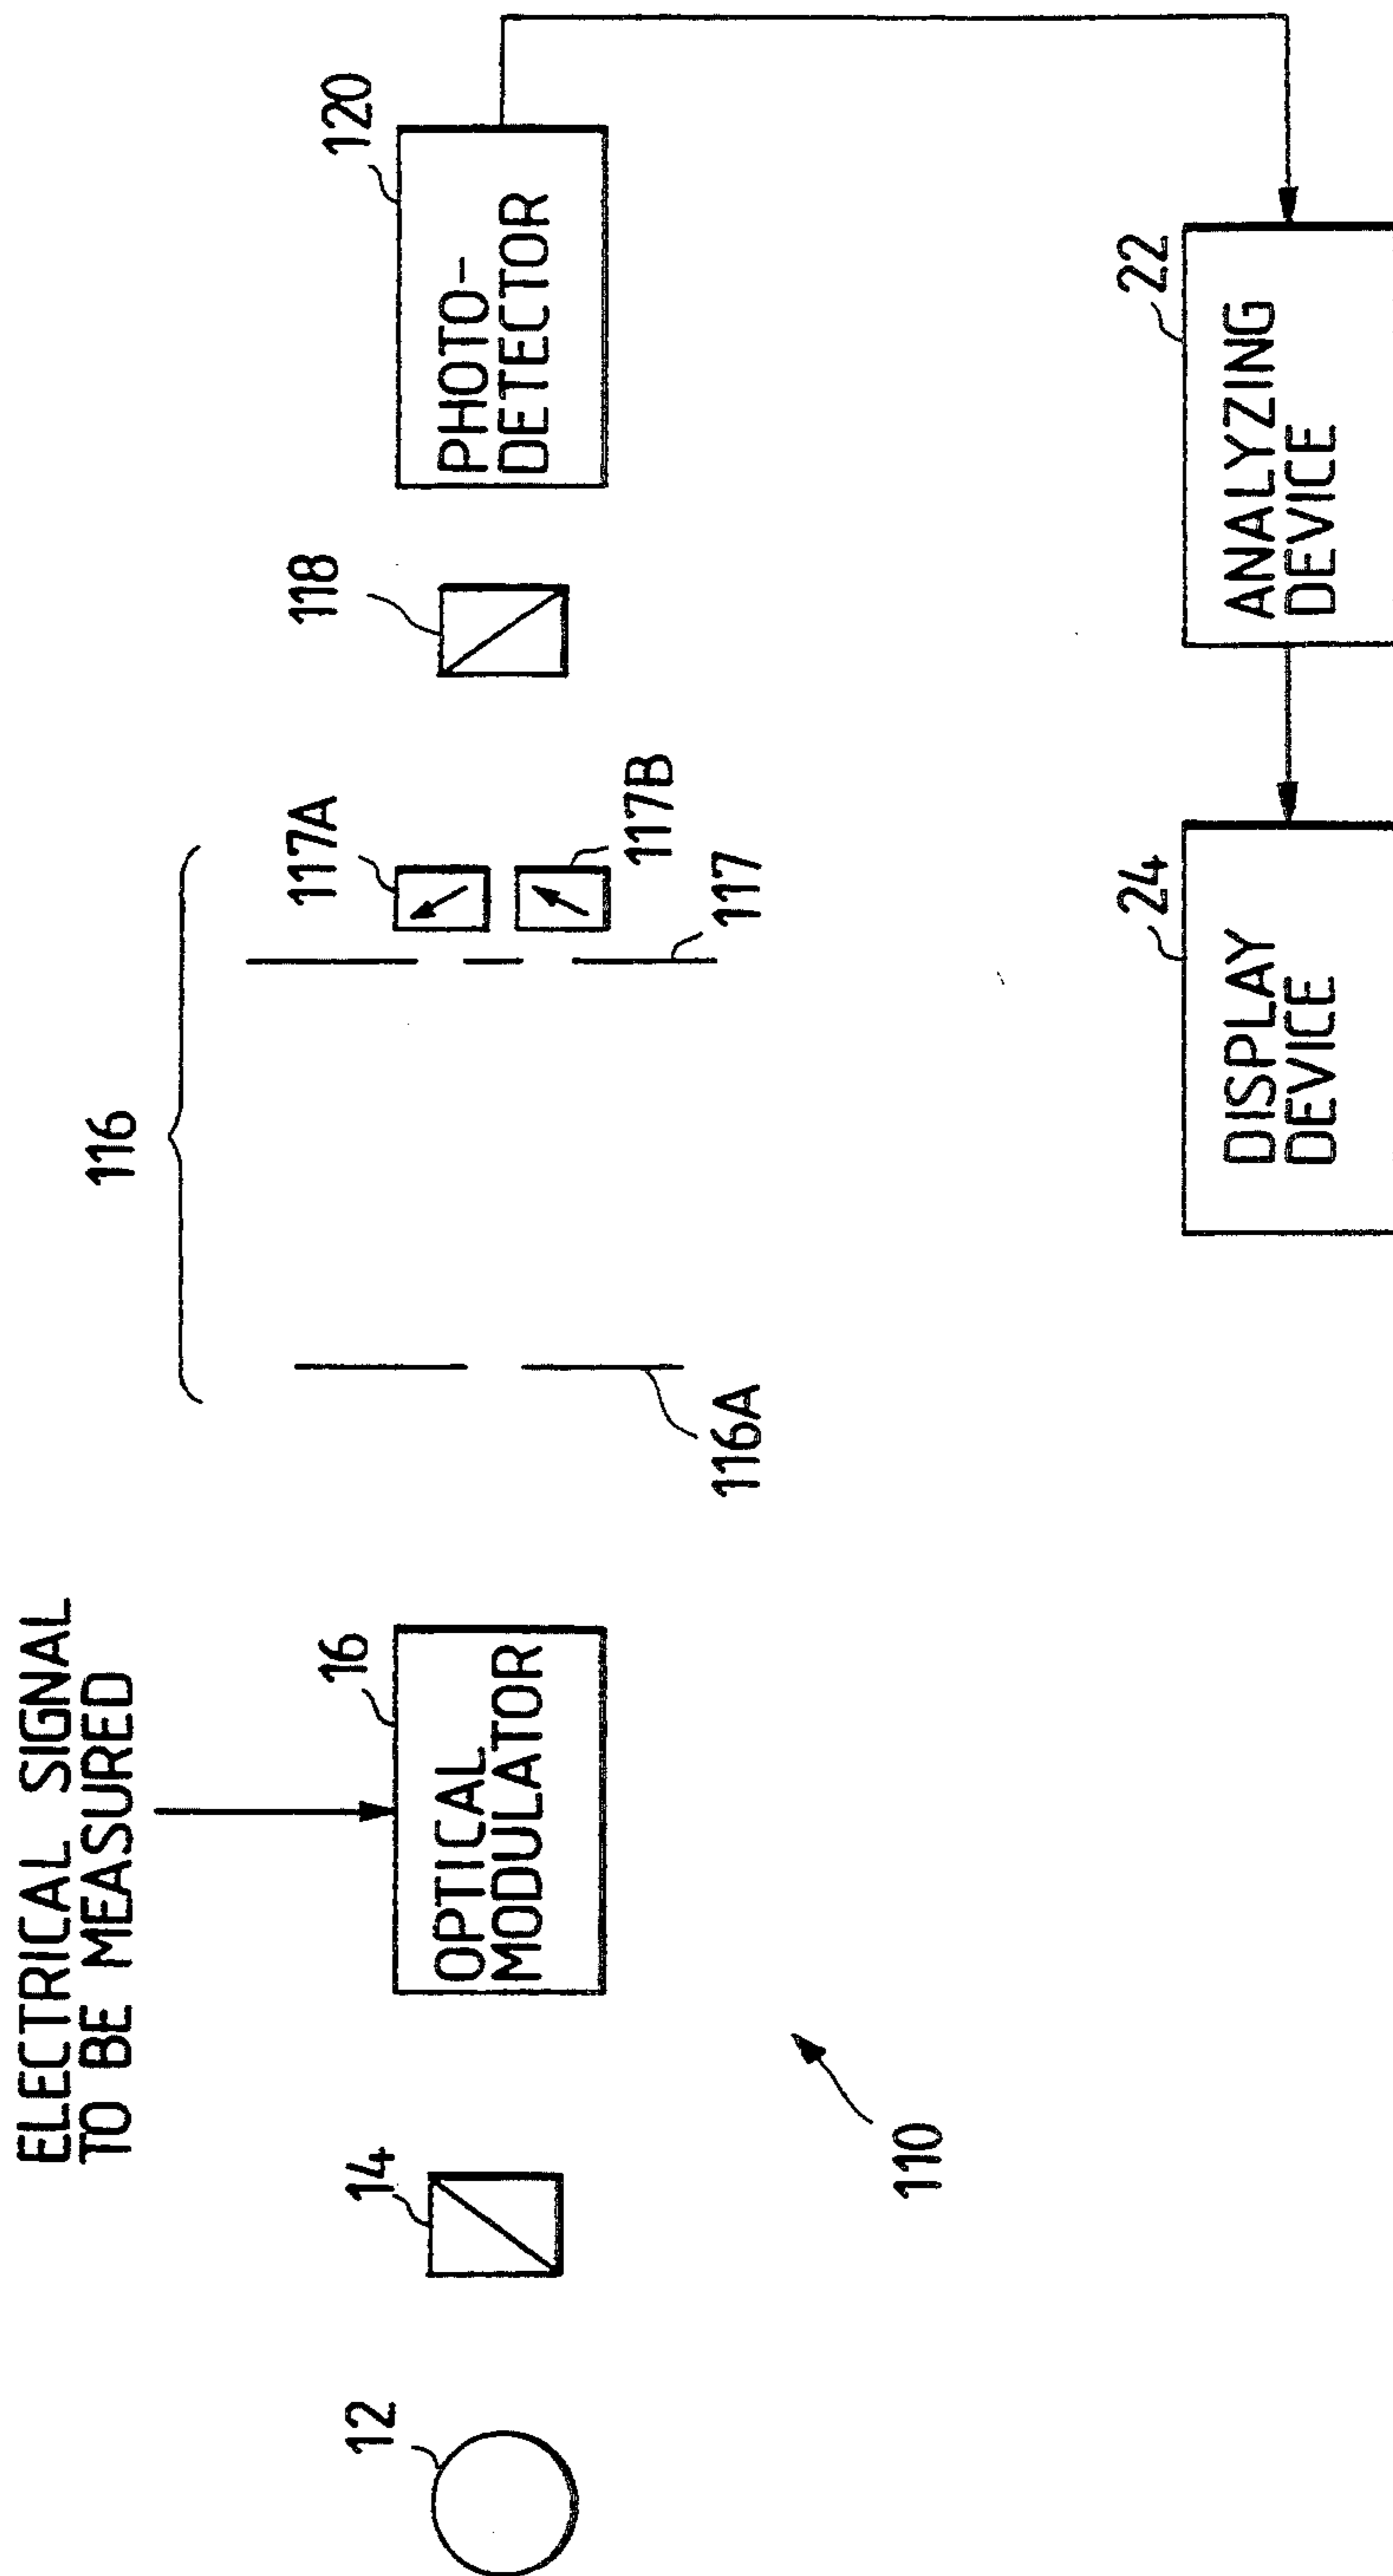 ELECTRICAL SIGNAL
TO BE MEASURED
12
14
16
OPTICAL
MODULATOR
110
116
116A
117A
117B
117
118
120
PHOTO-
DETECTOR
24
DISPLAY
DEVICE
22
ANALYZING
DEVICE